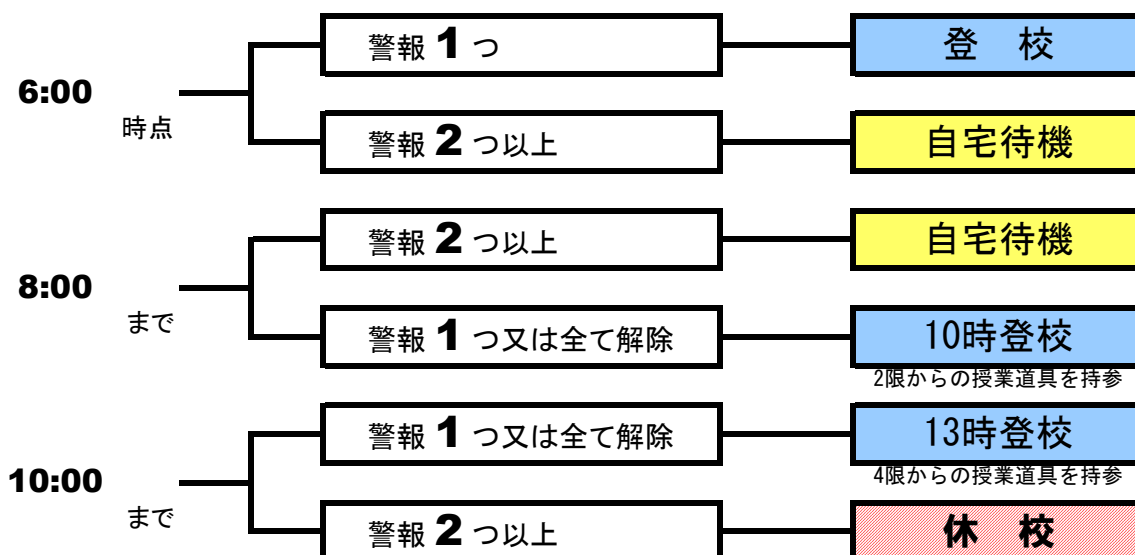 警報 1 つ
登 校
6:00
時点
警報 2 つ以上
自宅待機
警報 2 つ以上
自宅待機
8:00
まで
警報 1 つ又は全て解除
10時登校
2限からの授業道具を持参
警報 1 つ又は全て解除
13時登校
4限からの授業道具を持参
10:00
まで
警報 2 つ以上
休 校